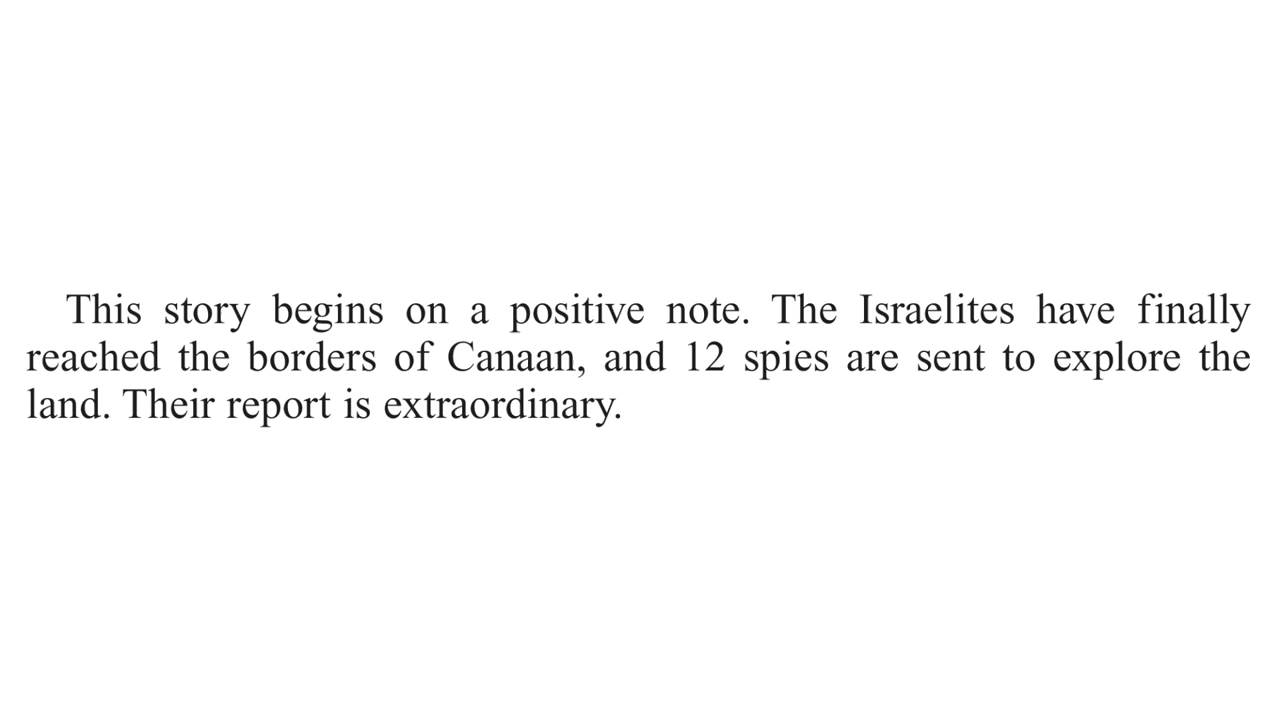 This story begins on a positive note. The Israelites have finally
reached the borders of Canaan, and 12 spies are sent to explore the
land. Their report is extraordinary.